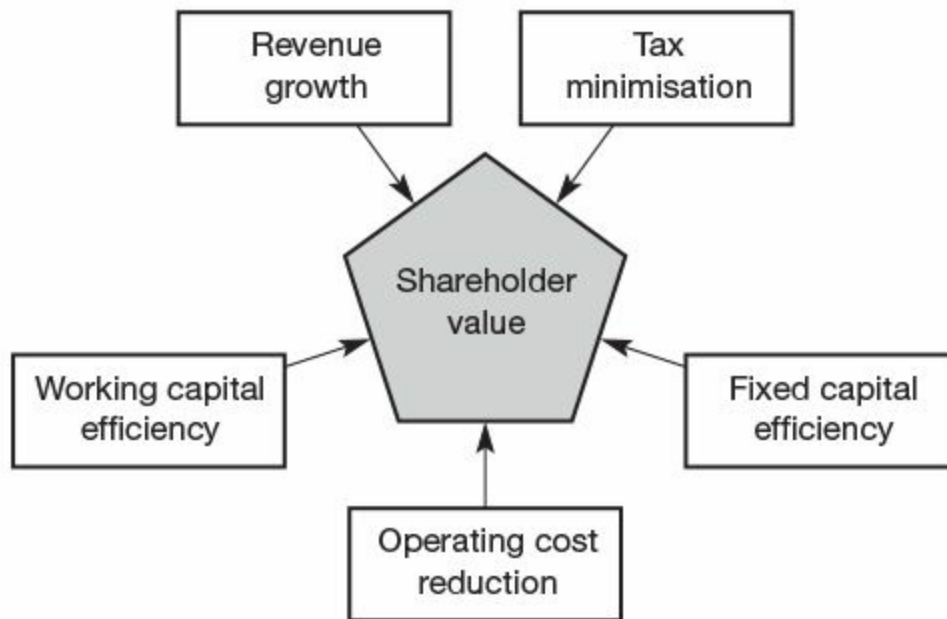 Revenue
growth
Tax
minimisation
Shareholder
value
Working capital
efficiency
Fixed capital
efficiency
Operating cost
reduction